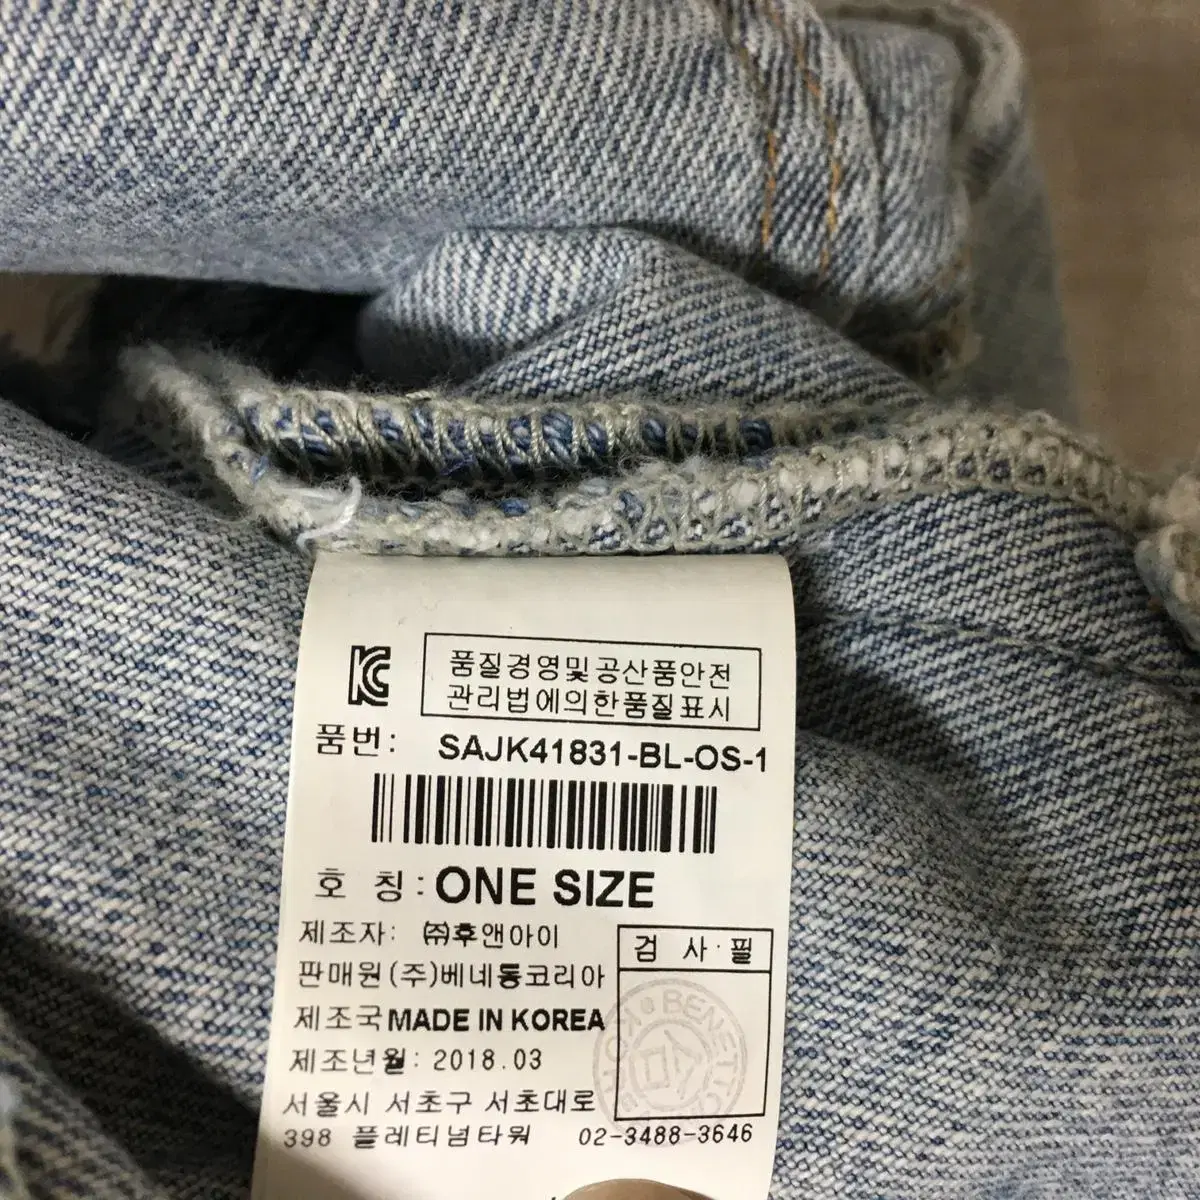 품질경영및공산품안전
관리법에의한품질표시
품번: SAJK41831-BL-OS-1
호 칭: ONE SIZE
제조자: ㈜후앤아이
판매원(주)베네통코리아
제조국MADE IN KOREA
제조년월: 2018.03
서울시 서초구 서초대로
398 플레티넘타워 02-3488-3646
검 사·필